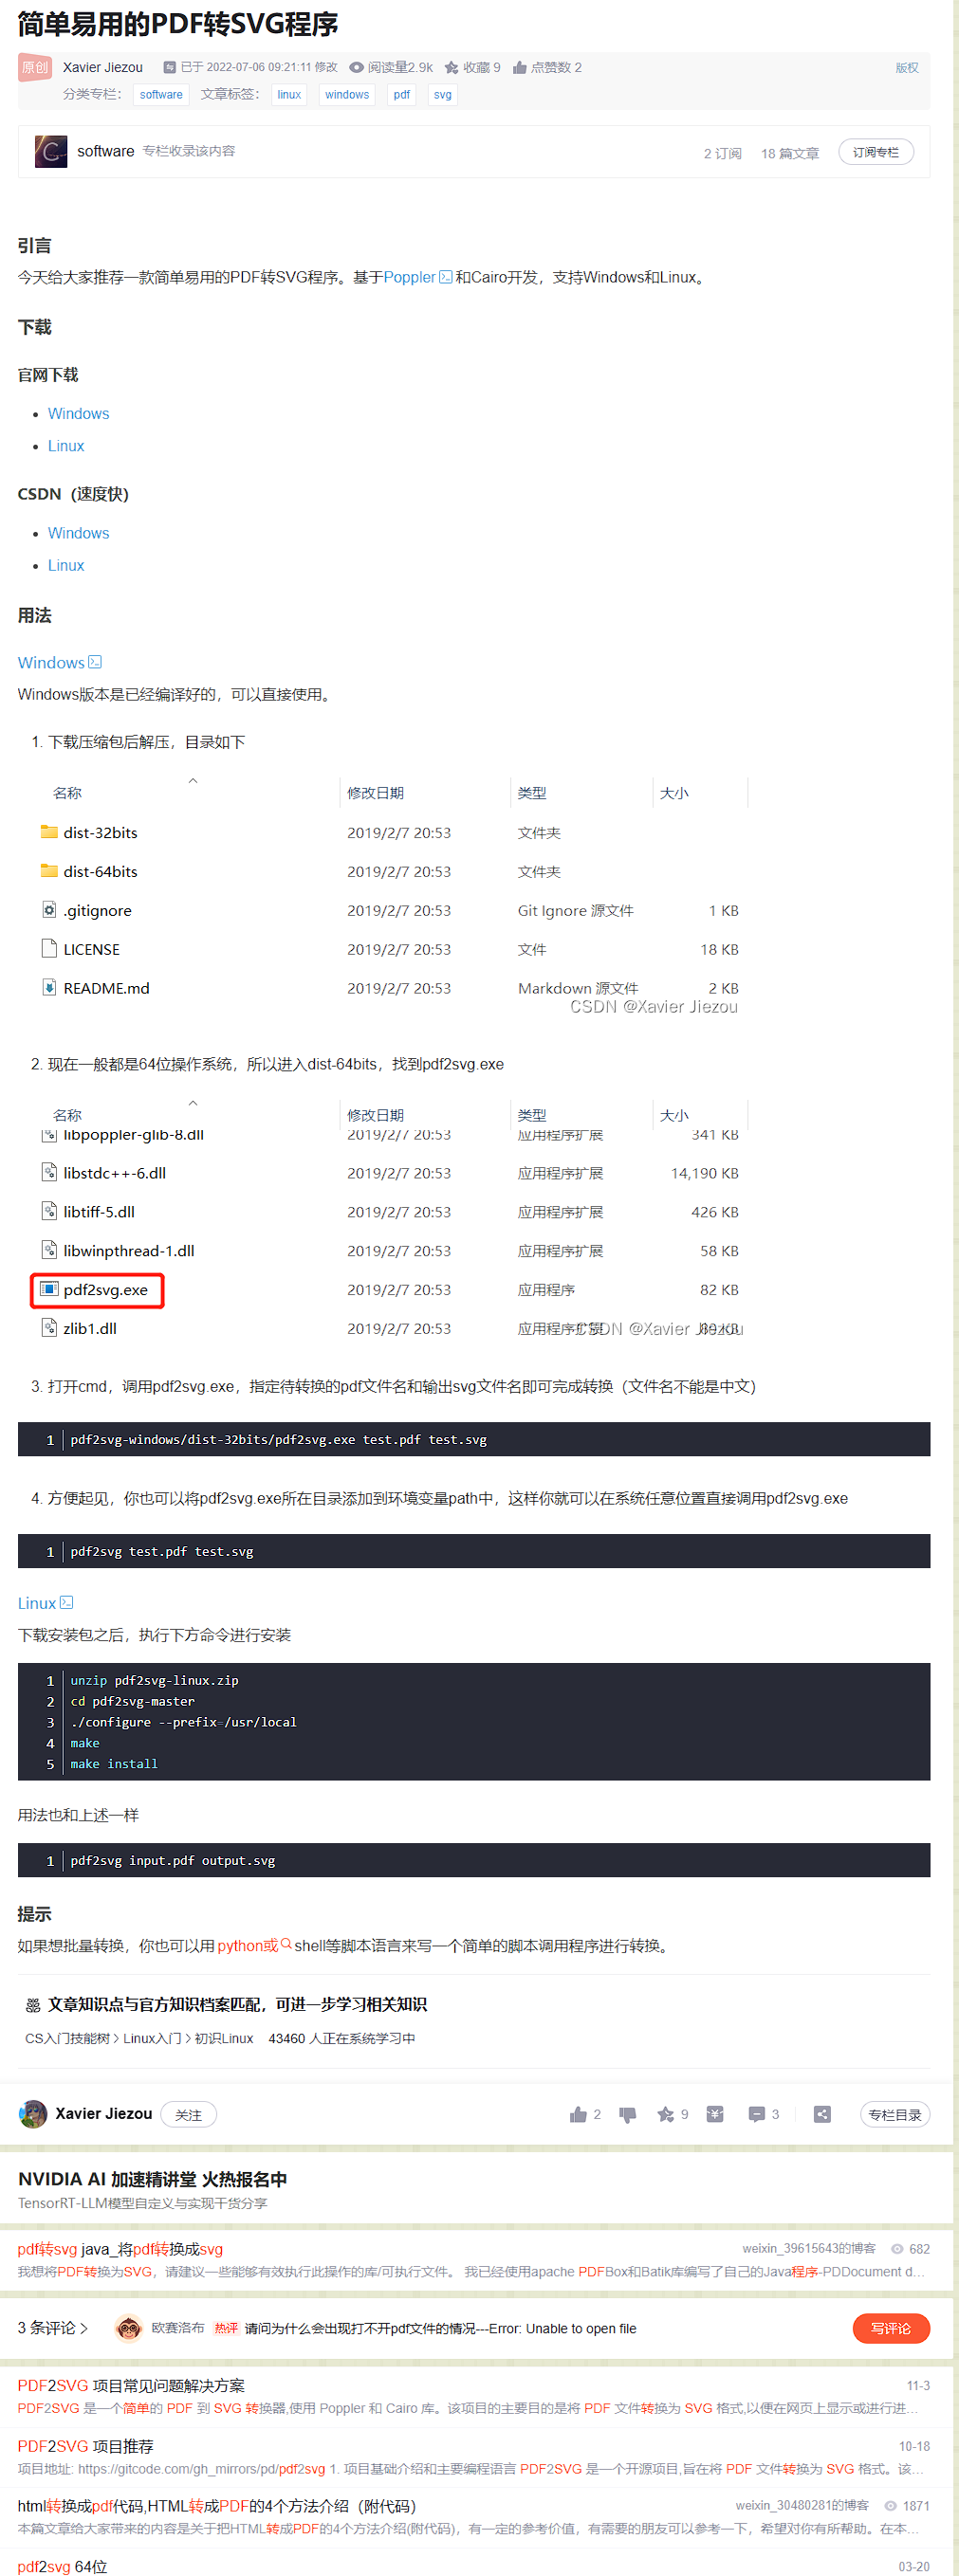 简单易用的PDF转SVG程序
原创 Xavier Jiezou 已于 2022-07-06 09:21:11 修改 阅读量2.9k 收藏 9 点赞数 2 版权
分类专栏： software 文章标签： linux windows pdf svg
software 专栏收录该内容 2 订阅 18 篇文章 订阅专栏
引言
今天给大家推荐一款简单易用的PDF转SVG程序。基于Poppler和Cairo开发，支持Windows和Linux。
下载
官网下载
• Windows
• Linux
CSDN（速度快）
• Windows
• Linux
用法
Windows
Windows版本是已经编译好的，可以直接使用。
1. 下载压缩包后解压，目录如下
名称 修改日期 类型 大小
dist-32bits 2019/2/7 20:53 文件夹
dist-64bits 2019/2/7 20:53 文件夹
.gitignore 2019/2/7 20:53 Git Ignore 源文件 1 KB
LICENSE 2019/2/7 20:53 文件 18 KB
README.md 2019/2/7 20:53 Markdown 源文件 2 KB
CSDN @Xavier Jiezou
2. 现在一般都是64位操作系统，所以进入dist-64bits，找到pdf2svg.exe
名称 修改日期 类型 大小
libpoppler-glib-8.dll 2019/2/7 20:53 应用程序扩展 341 KB
libstdc++-6.dll 2019/2/7 20:53 应用程序扩展 14,190 KB
libtiff-5.dll 2019/2/7 20:53 应用程序扩展 426 KB
libwinpthread-1.dll 2019/2/7 20:53 应用程序扩展 58 KB
pdf2svg.exe 2019/2/7 20:53 应用程序 82 KB
zlib1.dll 2019/2/7 20:53 应用程序扩展 KB
CSDN @Xavier Jiezou
3. 打开cmd，调用pdf2svg.exe，指定待转换的pdf文件名和输出svg文件名即可完成转换（文件名不能是中文）
1 pdf2svg-windows/dist-32bits/pdf2svg.exe test.pdf test.svg
4. 方便起见，你也可以将pdf2svg.exe所在目录添加到环境变量path中，这样你就可以在系统任意位置直接调用pdf2svg.exe
1 pdf2svg test.pdf test.svg
Linux
下载安装包之后，执行下方命令进行安装
1 unzip pdf2svg-linux.zip
2 cd pdf2svg-master
3 ./configure --prefix=/usr/local
4 make
5 make install
用法也和上述一样
1 pdf2svg input.pdf output.svg
提示
如果想批量转换，你也可以用python或shell等脚本语言来写一个简单的脚本调用程序进行转换。
文章知识点与官方知识档案匹配，可进一步学习相关知识
CS入门技能树 > Linux入门 > 初识Linux 43460 人正在系统学习中
Xavier Jiezou 关注 2 9 3 专栏目录
NVIDIA AI 加速精讲堂 火热报名中
TensorRT-LLM模型自定义与实现干货分享
pdf转svg java_将pdf转换成svg weixin_39615643的博客 682
我想将PDF转换为SVG，请建议一些能够有效执行此操作的库/可执行文件。 我已经使用apache PDFBox和Batik库编写了自己的Java程序-PDDocument d…
3 条评论 > 欧赛洛布 热评 请问为什么会出现打不开pdf文件的情况---Error: Unable to open file 写评论
PDF2SVG 项目常见问题解决方案 11-3
PDF2SVG 是一个简单的 PDF 到 SVG 转换器,使用 Poppler 和 Cairo 库。该项目的主要目的是将 PDF 文件转换为 SVG 格式,以便在网页上显示或进行进…
PDF2SVG 项目推荐 10-18
项目地址: https://gitcode.com/gh_mirrors/pd/pdf2svg 1. 项目基础介绍和主要编程语言 PDF2SVG 是一个开源项目,旨在将 PDF 文件转换为 SVG 格式。该…
html转换成pdf代码,HTML转成PDF的4个方法介绍（附代码） weixin_30480281的博客 1871
本篇文章给大家带来的内容是关于把HTML转成PDF的4个方法介绍(附代码)，有一定的参考价值，有需要的朋友可以参考一下，希望对你有所帮助。在本…
pdf2svg 64位 03-20